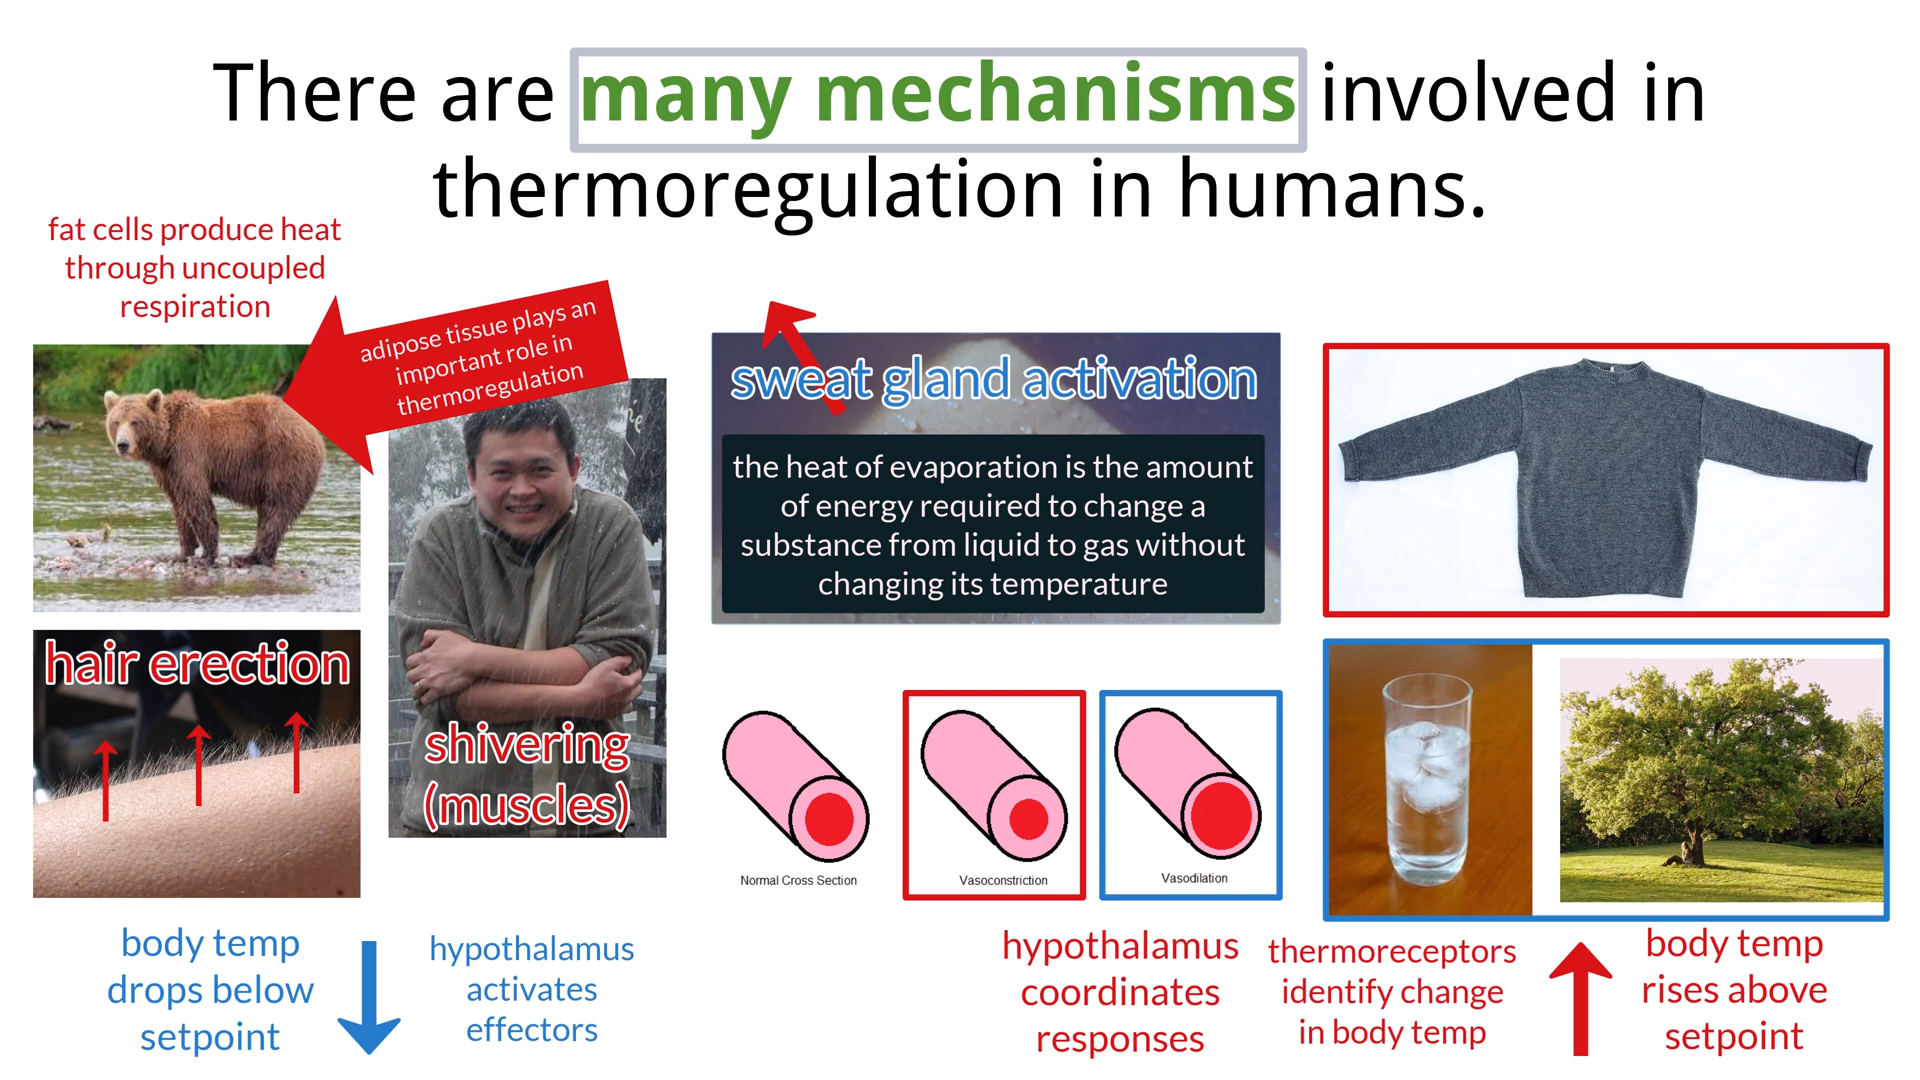 There are many mechanisms involved in
thermoregulation in humans.
fat cells produce heat
through uncoupled
respiration
adipose tissue plays an
important role in
thermoregulation
hair erection
shivering
(muscles)
sweat gland activation
the heat of evaporation is the amount
of energy required to change a
substance from liquid to gas without
changing its temperature
Normal Cross Section
Vasoconstriction
Vasodilation
body temp
drops below
setpoint
hypothalamus
activates
effectors
hypothalamus
coordinates
responses
thermoreceptors
identify change
in body temp
body temp
rises above
setpoint